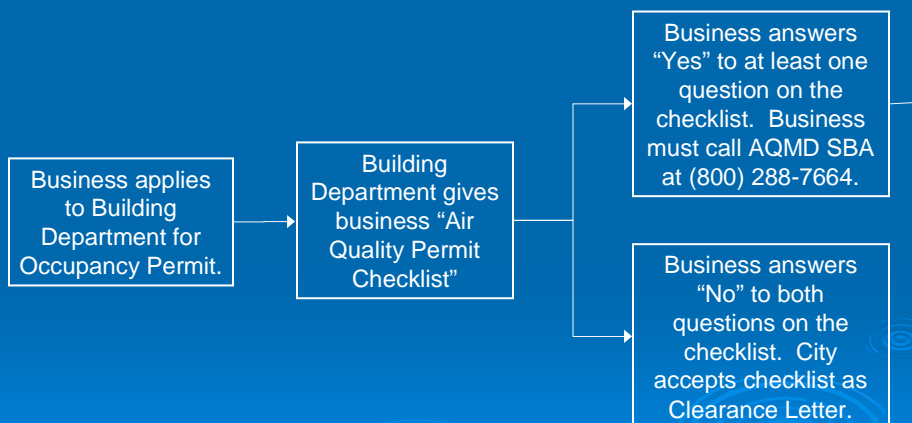 Business applies
to Building
Department for
Occupancy Permit.
Building
Department gives
business “Air
Quality Permit
Checklist”
Business answers
“Yes” to at least one
question on the
checklist.  Business
must call AQMD SBA
at (800) 288-7664.
Business answers
“No” to both
questions on the
checklist.  City
accepts checklist as
Clearance Letter.